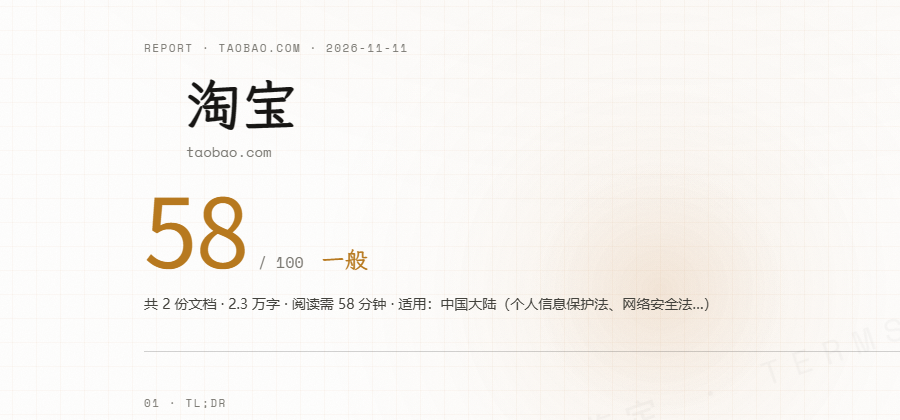 REPORT · TAOBAO.COM · 2026-11-11
淘宝
taobao.com
58 / 100 一般
共 2 份文档 · 2.3 万字 · 阅读需 58 分钟 · 适用：中国大陆（个人信息保护法、网络安全法…）
· TERMS
01 · TL;DR